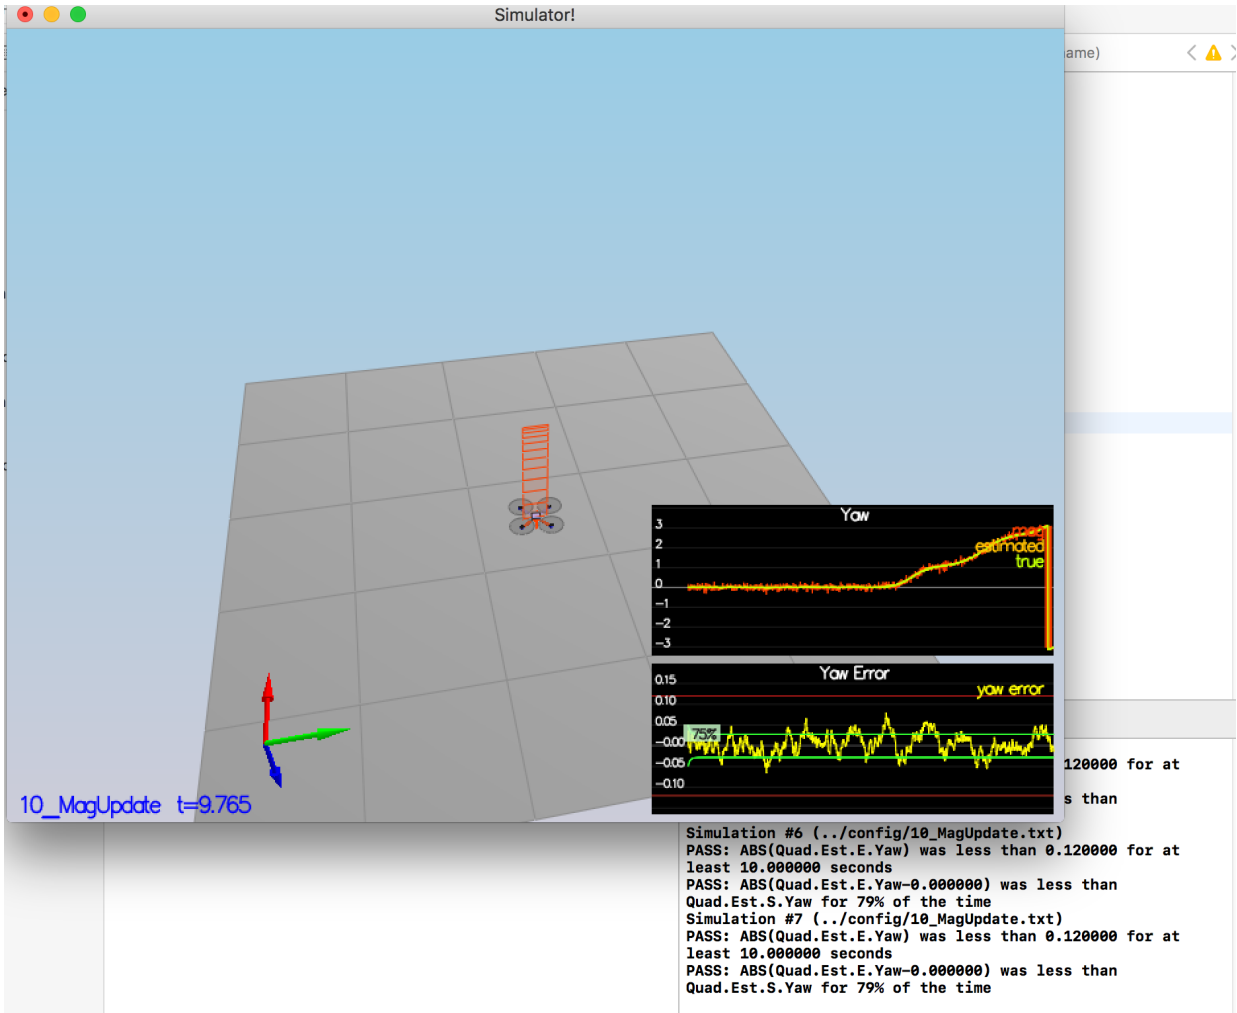 Simulator!
ame)
Yaw
3
2
1
0
−1
−2
−3
mag
estimated
true
Yaw Error
0.15
0.10
0.05
−0.00
−0.05
−0.10
75%
yaw error
10_MagUpdate t=9.765
.120000 for at
s than
Simulation #6 (../config/10_MagUpdate.txt)
PASS: ABS(Quad.Est.E.Yaw) was less than 0.120000 for at
least 10.000000 seconds
PASS: ABS(Quad.Est.E.Yaw-0.000000) was less than
Quad.Est.S.Yaw for 79% of the time
Simulation #7 (../config/10_MagUpdate.txt)
PASS: ABS(Quad.Est.E.Yaw) was less than 0.120000 for at
least 10.000000 seconds
PASS: ABS(Quad.Est.E.Yaw-0.000000) was less than
Quad.Est.S.Yaw for 79% of the time